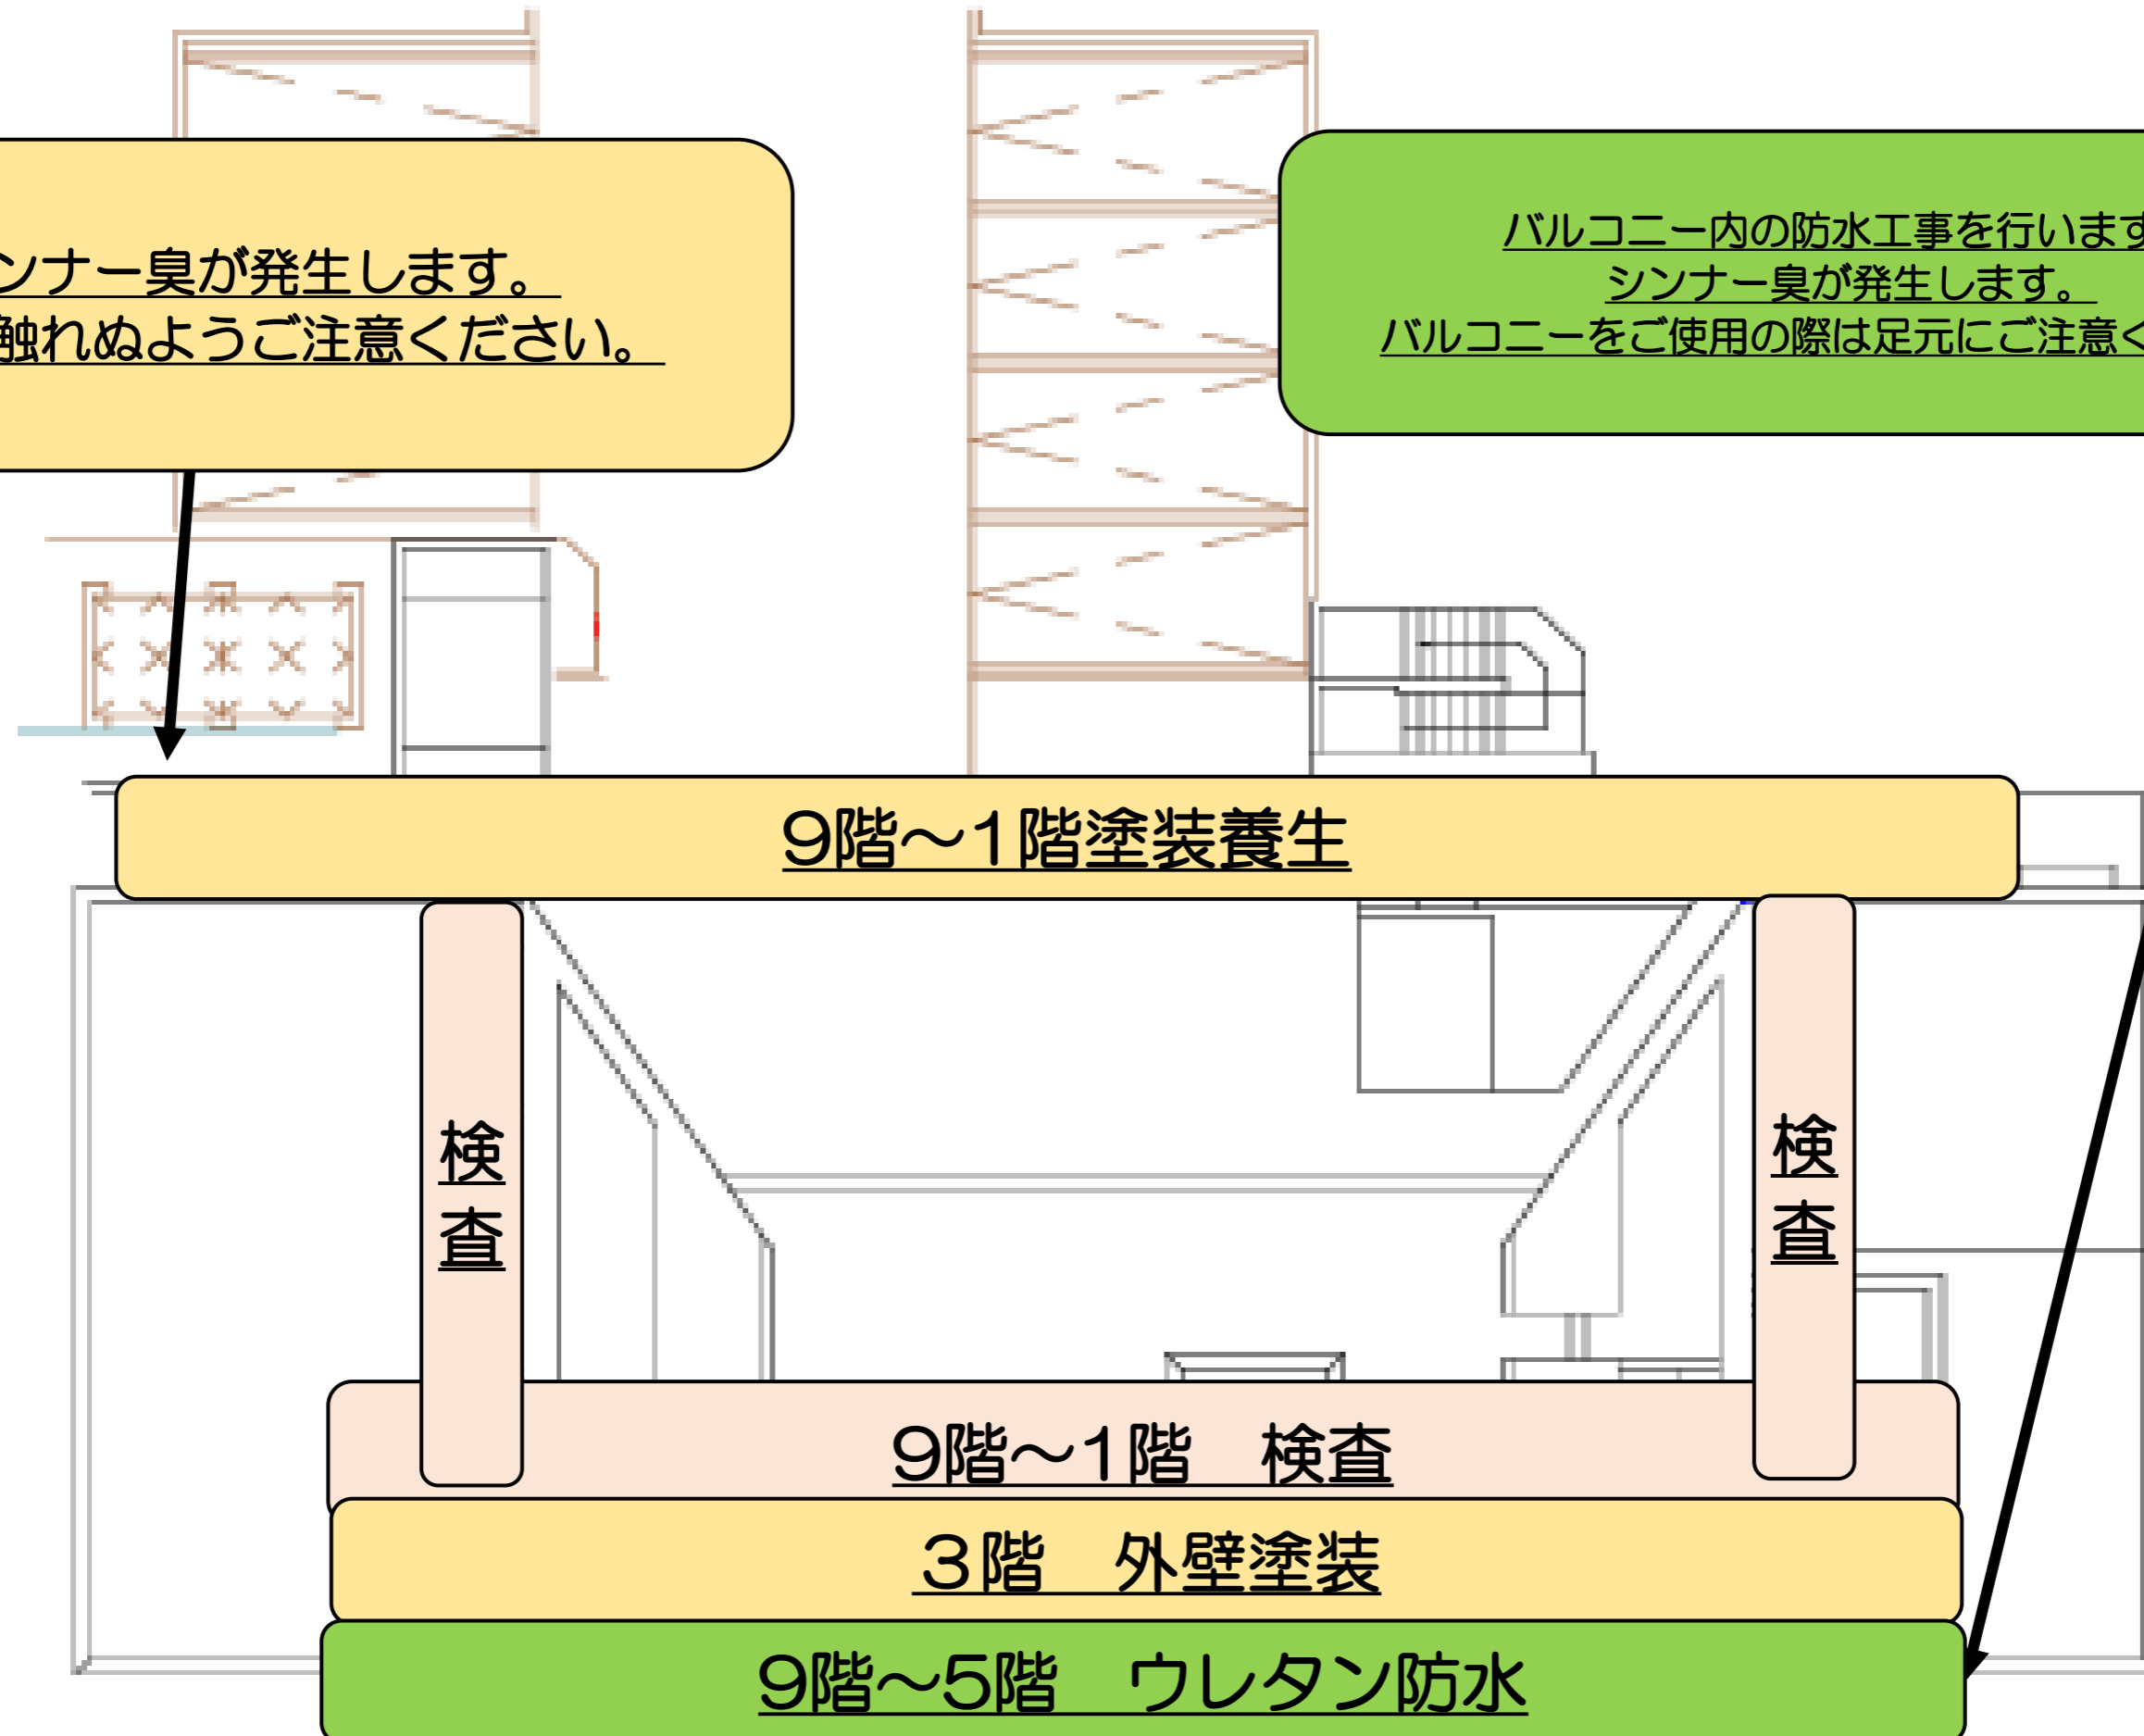 シンナー臭が発生します。
触れぬようご注意ください。
バルコニー内の防水工事を行います
シンナー臭が発生します。
バルコニーをご使用の際は足元にご注意く
9階～1階塗装養生
検査
検査
9階～1階　検査
3階　外壁塗装
9階～5階　ウレタン防水